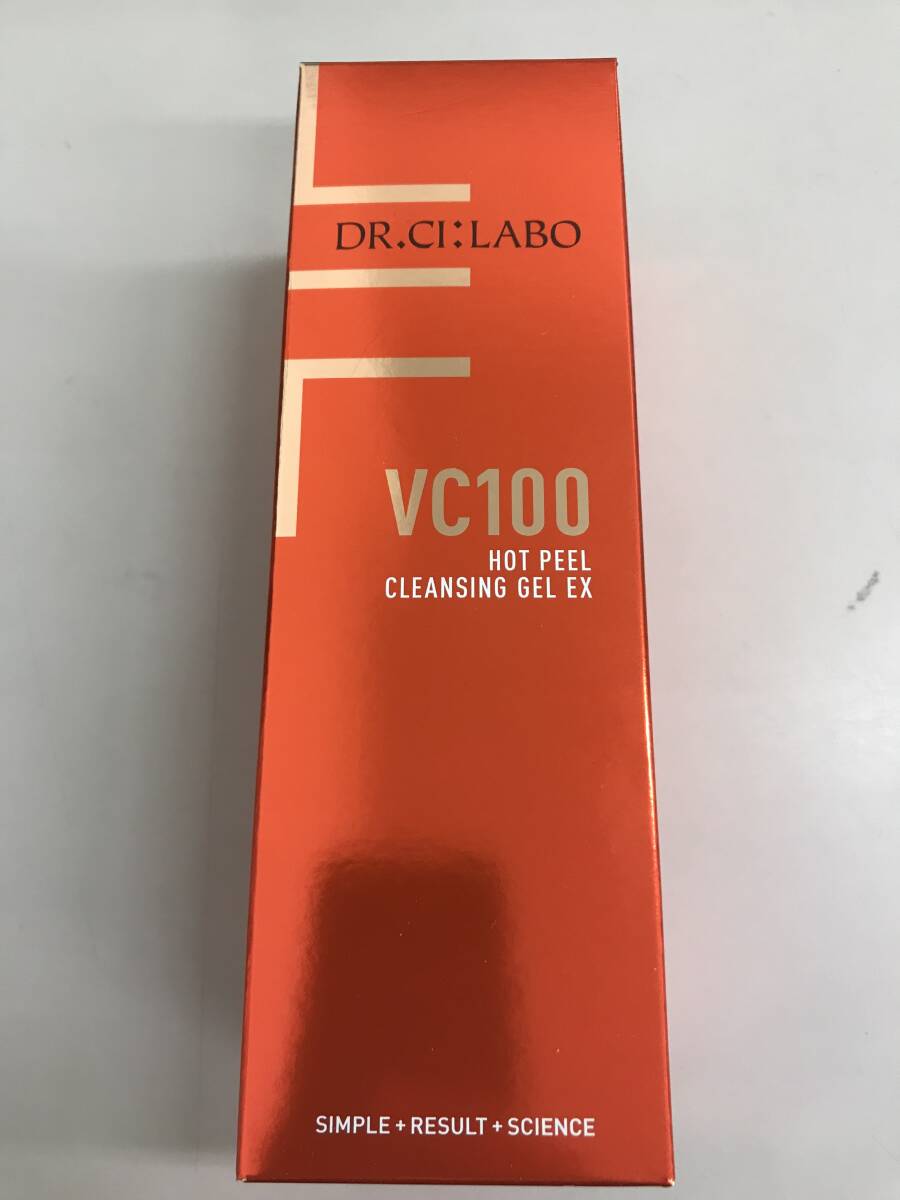 DR.CI:LABO
VC100
HOT PEEL
CLEANSING GEL EX
SIMPLE + RESULT + SCIENCE